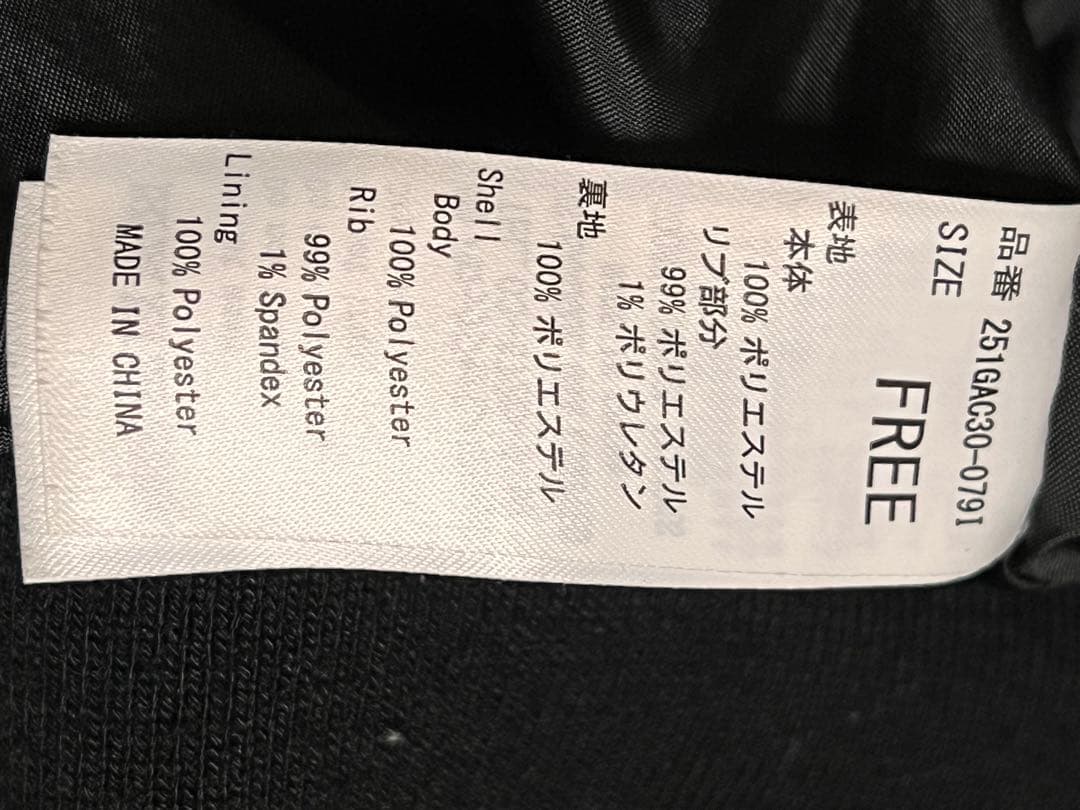 品番 251GAC30-079I
SIZE
FREE
表地
本体
100% ポリエステル
リブ部分
99% ポリエステル
1% ポリウレタン
裏地
100% ポリエステル
Shell
Body
100% Polyester
Rib
99% Polyester
1% Spandex
Lining
100% Polyester
MADE IN CHINA